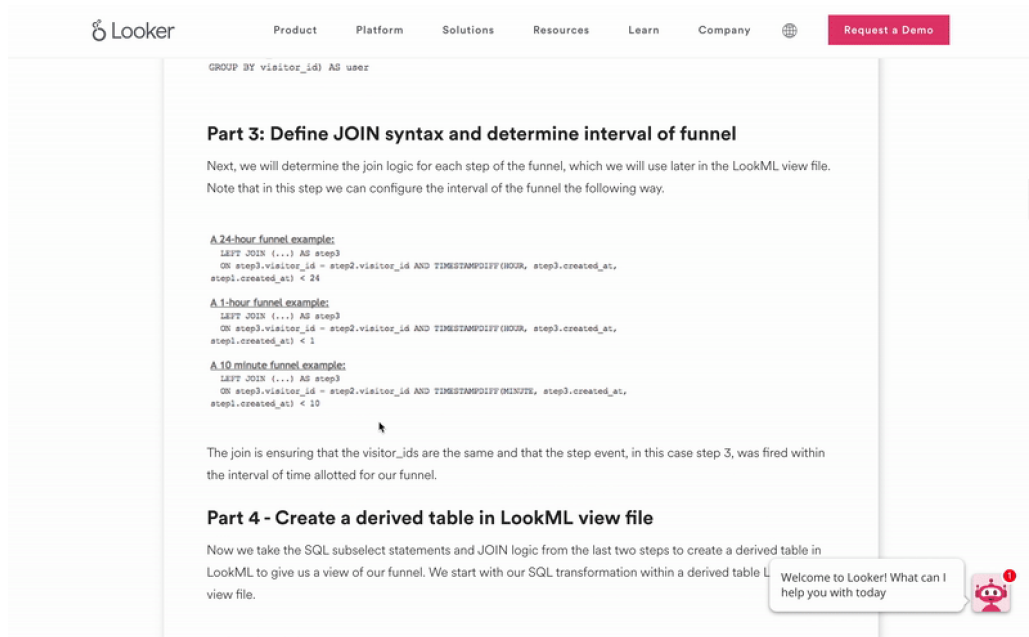 Looker
Product Platform Solutions Resources Learn Company
Request a Demo
GROUP BY visitor_id) AS user
Part 3: Define JOIN syntax and determine interval of funnel
Next, we will determine the join logic for each step of the funnel, which we will use later in the LookML view file.
Note that in this step we can configure the interval of the funnel the following way.
A 24-hour funnel example:
LEFT JOIN (...) AS step3
ON step3.visitor_id = step2.visitor_id AND TIMESTAMPDIFF(HOUR, step3.created_at,
step1.created_at) < 24
A 1-hour funnel example:
LEFT JOIN (...) AS step3
ON step3.visitor_id = step2.visitor_id AND TIMESTAMPDIFF(HOUR, step3.created_at,
step1.created_at) < 1
A 10 minute funnel example:
LEFT JOIN (...) AS step3
ON step3.visitor_id = step2.visitor_id AND TIMESTAMPDIFF(MINUTE, step3.created_at,
step1.created_at) < 10
The join is ensuring that the visitor_ids are the same and that the step event, in this case step 3, was fired within
the interval of time allotted for our funnel.
Part 4 - Create a derived table in LookML view file
Now we take the SQL subselect statements and JOIN logic from the last two steps to create a derived table in
LookML to give us a view of our funnel. We start with our SQL transformation within a derived table L
view file.
Welcome to Looker! What can I
help you with today
1